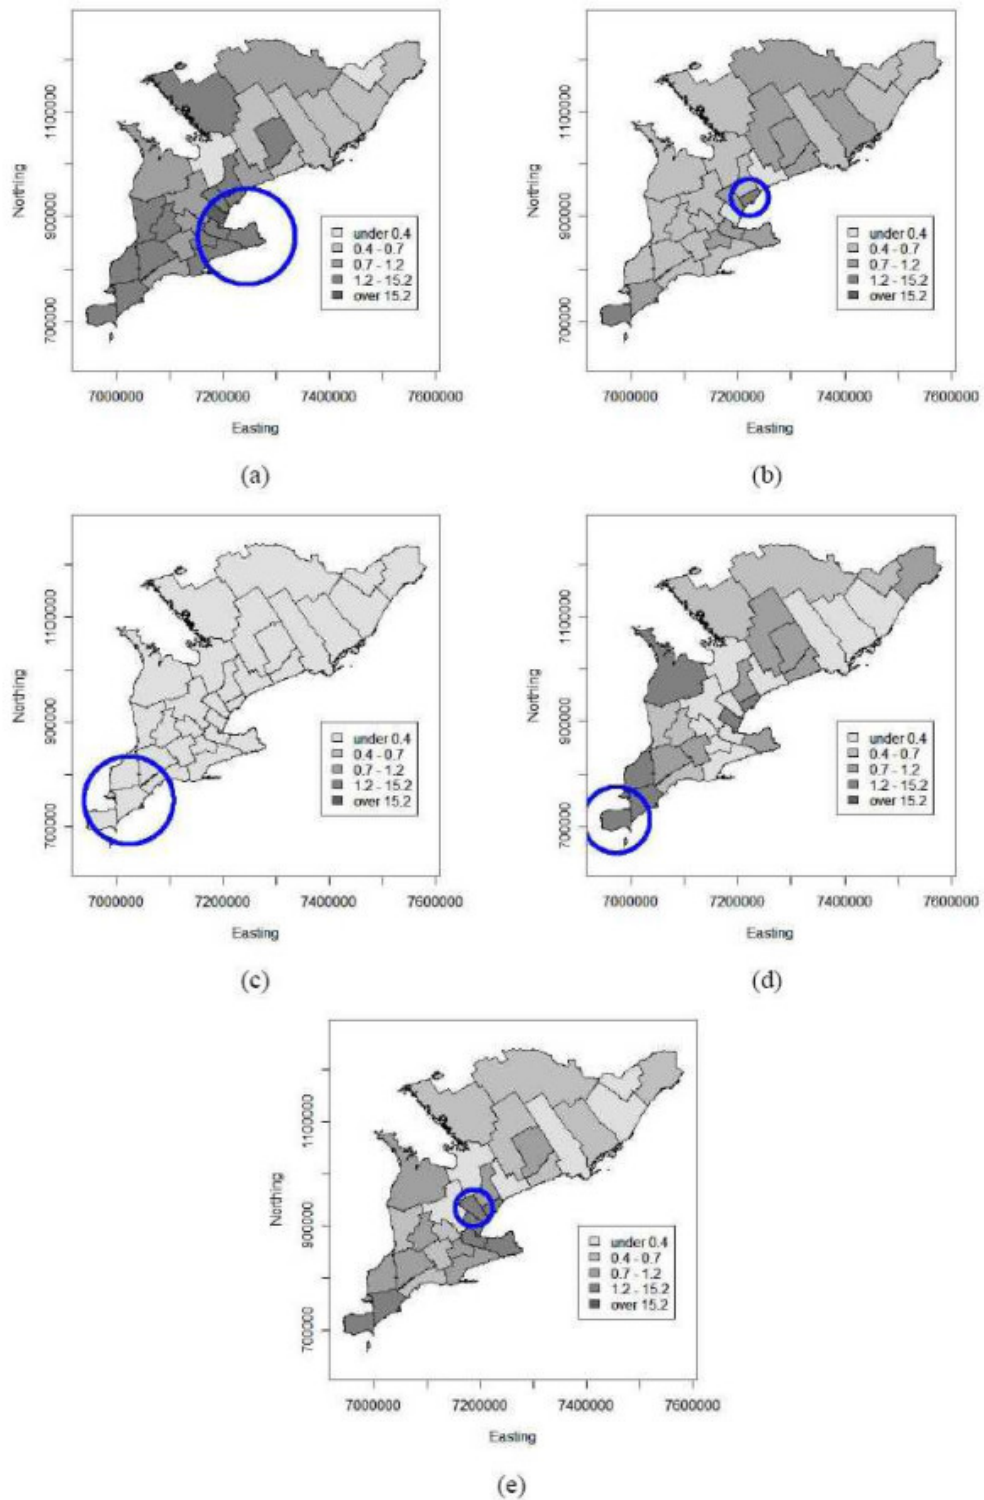 Northing
1100000
900000
700000
under 0.4
0.4 - 0.7
0.7 - 1.2
1.2 - 15.2
over 15.2
7000000 7200000 7400000 7600000
Easting
(a)
Northing
1100000
900000
700000
under 0.4
0.4 - 0.7
0.7 - 1.2
1.2 - 15.2
over 15.2
7000000 7200000 7400000 7600000
Easting
(b)
Northing
1100000
900000
700000
under 0.4
0.4 - 0.7
0.7 - 1.2
1.2 - 15.2
over 15.2
7000000 7200000 7400000 7600000
Easting
(c)
Northing
1100000
900000
700000
under 0.4
0.4 - 0.7
0.7 - 1.2
1.2 - 15.2
over 15.2
7000000 7200000 7400000 7600000
Easting
(d)
Northing
1100000
900000
700000
under 0.4
0.4 - 0.7
0.7 - 1.2
1.2 - 15.2
over 15.2
7000000 7200000 7400000 7600000
Easting
(e)